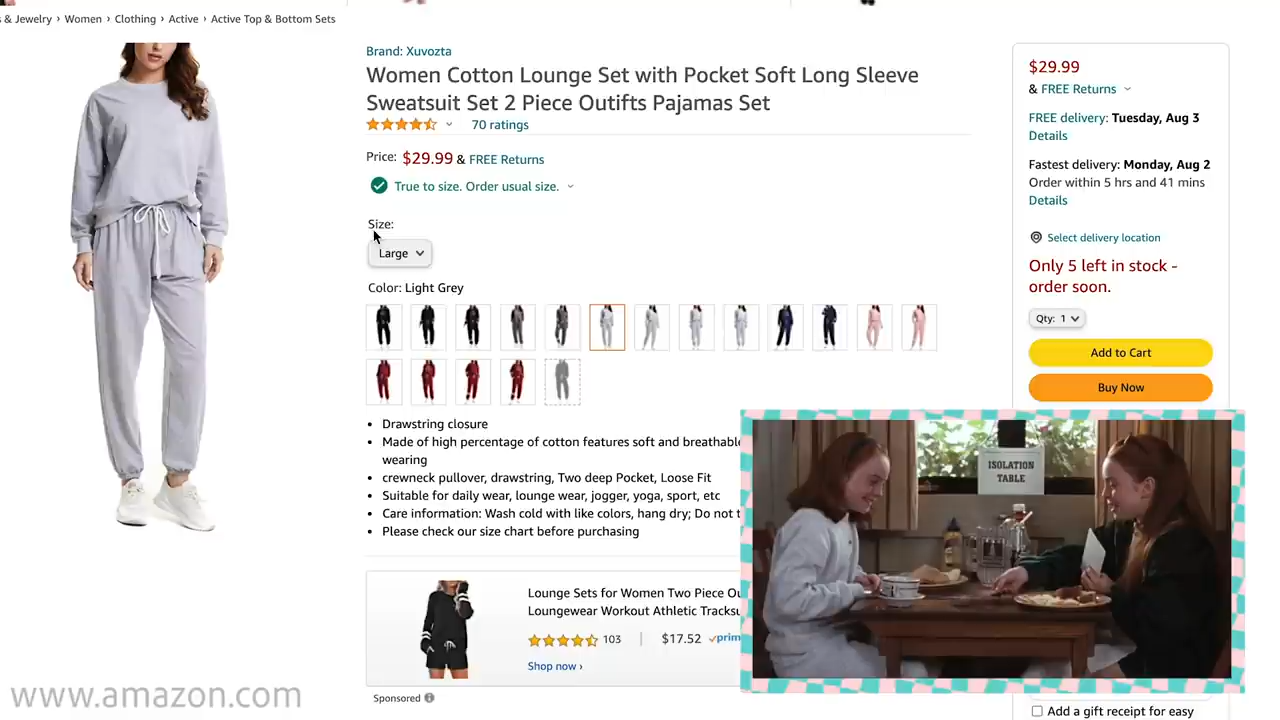 s & Jewelry › Women › Clothing › Active › Active Top & Bottom Sets
Brand: Xuvozta
Women Cotton Lounge Set with Pocket Soft Long Sleeve
Sweatsuit Set 2 Piece Outifts Pajamas Set
70 ratings
Price: $29.99 & FREE Returns
True to size. Order usual size.
Size:
Large
Color: Light Grey
Drawstring closure
Made of high percentage of cotton features soft and breathable
wearing
crewneck pullover, drawstring, Two deep Pocket, Loose Fit
Suitable for daily wear, lounge wear, jogger, yoga, sport, etc
Care information: Wash cold with like colors, hang dry; Do not t
Please check our size chart before purchasing
Lounge Sets for Women Two Piece Ou
Loungewear Workout Athletic Tracksu
103 | $17.52 prim
Shop now ›
Sponsored
$29.99
& FREE Returns
FREE delivery: Tuesday, Aug 3
Details
Fastest delivery: Monday, Aug 2
Order within 5 hrs and 41 mins
Details
Select delivery location
Only 5 left in stock -
order soon.
Qty: 1
Add to Cart
Buy Now
ISOLATION
TABLE
Add a gift receipt for easy
www.amazon.com